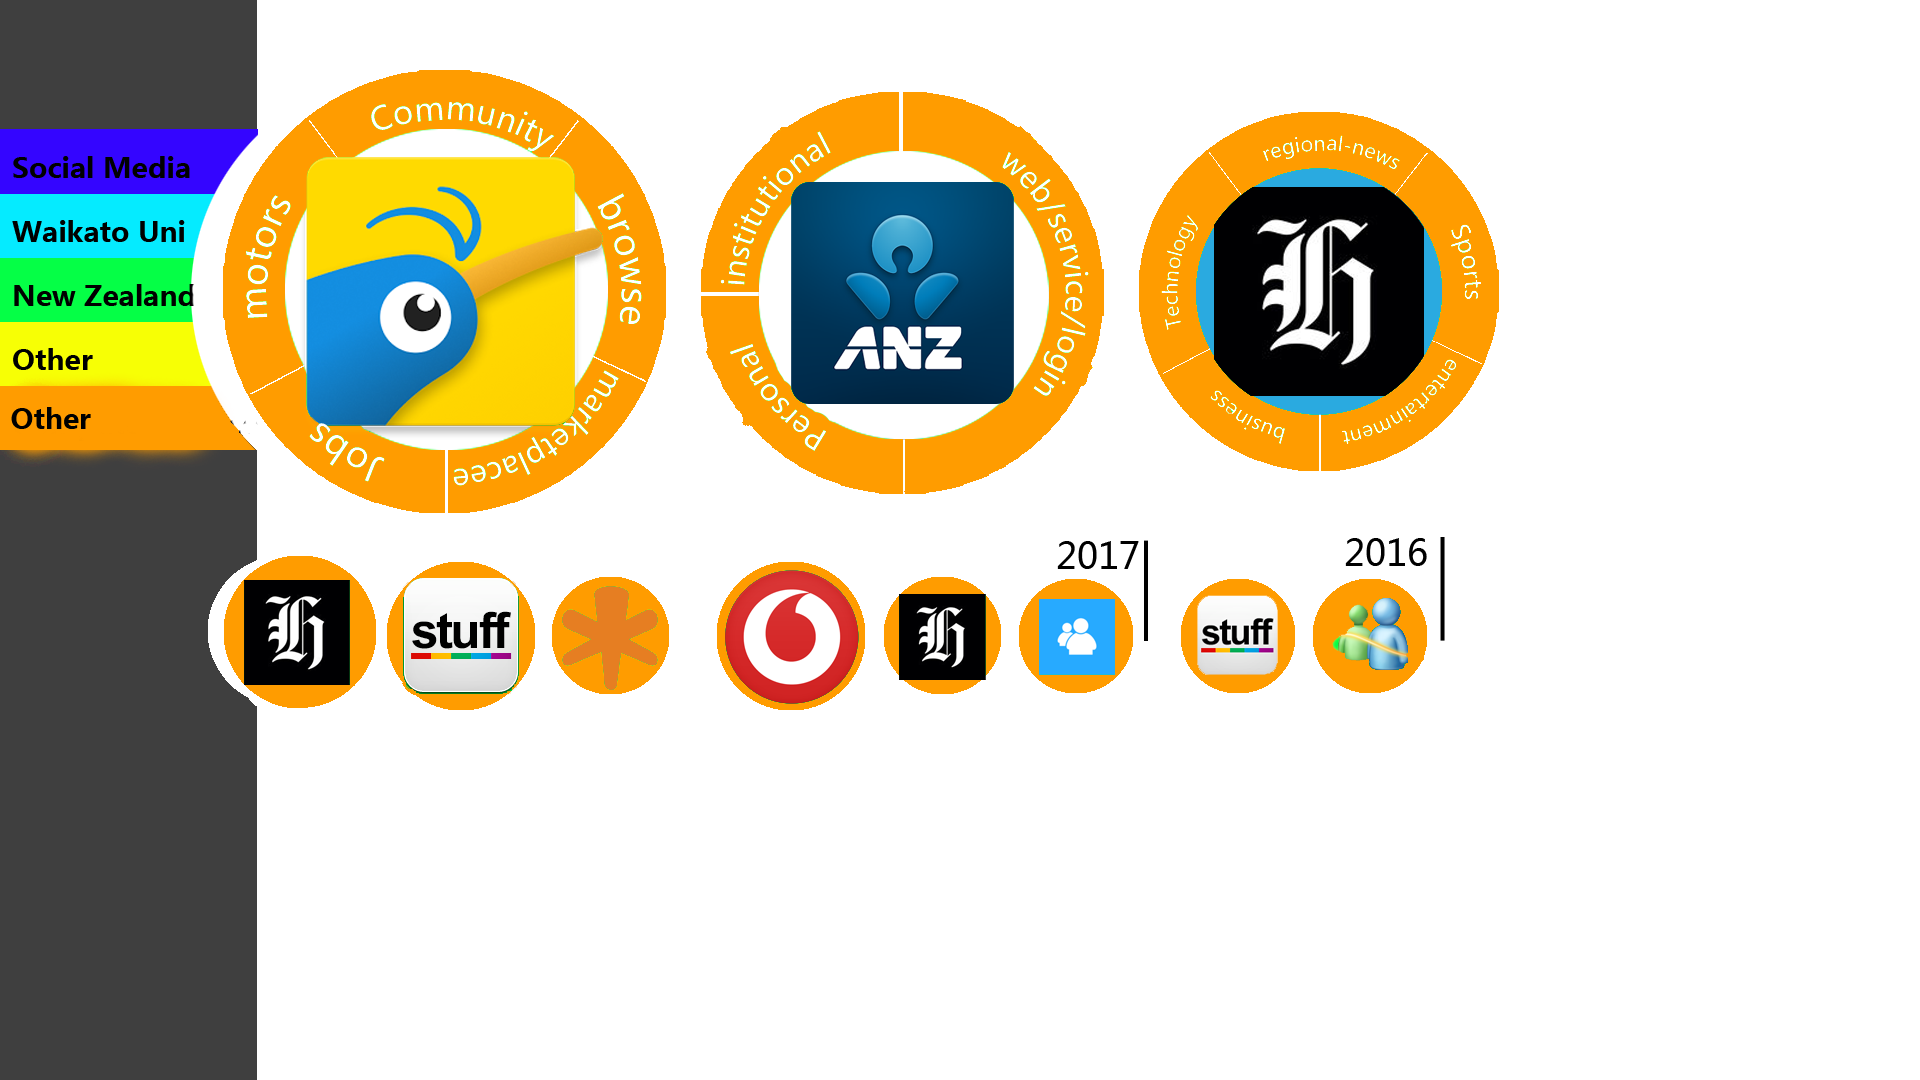 Social Media
Waikato Uni
New Zealand
Other
Other
Community
browse
marketplacee
Jobs
motors
institutional
web/service/login
Personal
ANZ
regional-news
Sports
entertainment
business
Technology
H
H
stuff
H
2017
stuff
2016